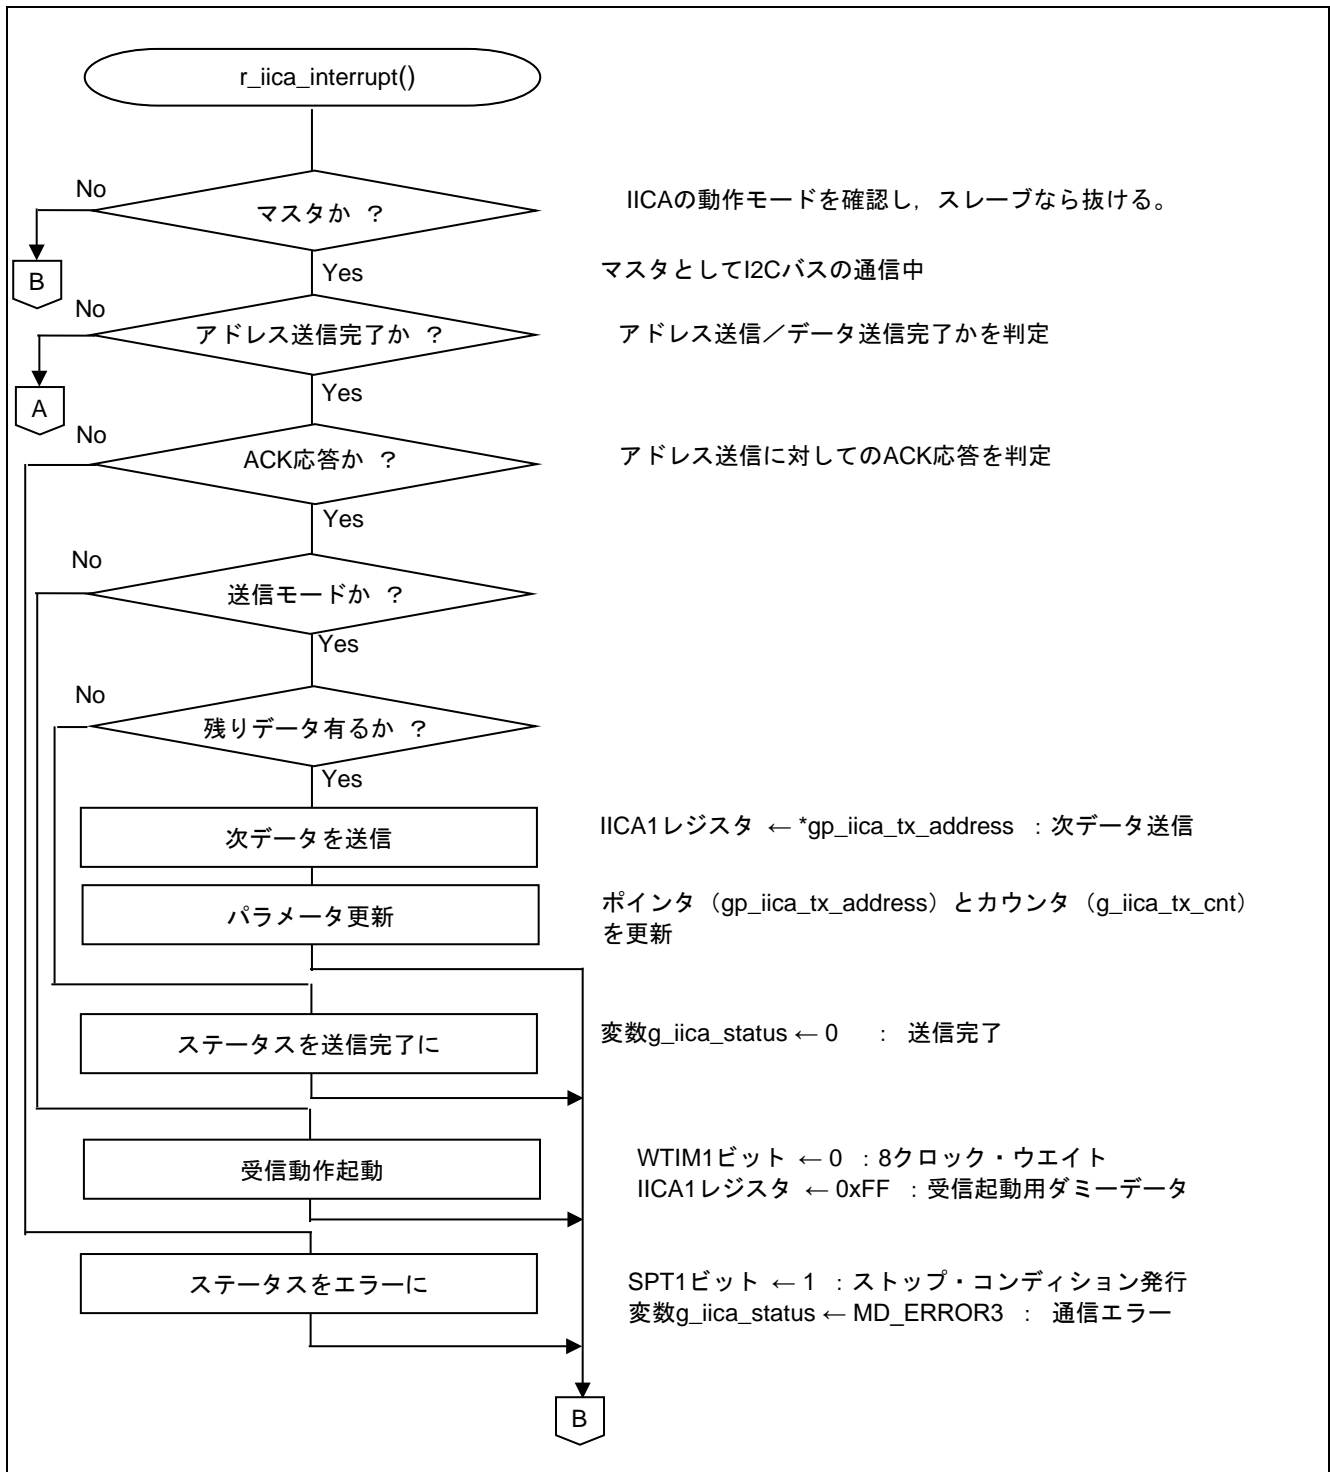 r_iica_interrupt()
No
マスタか ？
IICAの動作モードを確認し，スレーブなら抜ける。
B
Yes
マスタとしてI2Cバスの通信中
No
アドレス送信完了か ？
アドレス送信／データ送信完了かを判定
A
Yes
No
ACK応答か ？
アドレス送信に対してのACK応答を判定
Yes
No
送信モードか ？
Yes
No
残りデータ有るか ？
Yes
次データを送信
IICA1レジスタ ← *gp_iica_tx_address ：次データ送信
パラメータ更新
ポインタ（gp_iica_tx_address）とカウンタ（g_iica_tx_cnt）
を更新
ステータスを送信完了に
変数g_iica_status ← 0 ： 送信完了
受信動作起動
WTIM1ビット ← 0 ：8クロック・ウエイト
IICA1レジスタ ← 0xFF ：受信起動用ダミーデータ
ステータスをエラーに
SPT1ビット ← 1 ：ストップ・コンディション発行
変数g_iica_status ← MD_ERROR3 ： 通信エラー
B